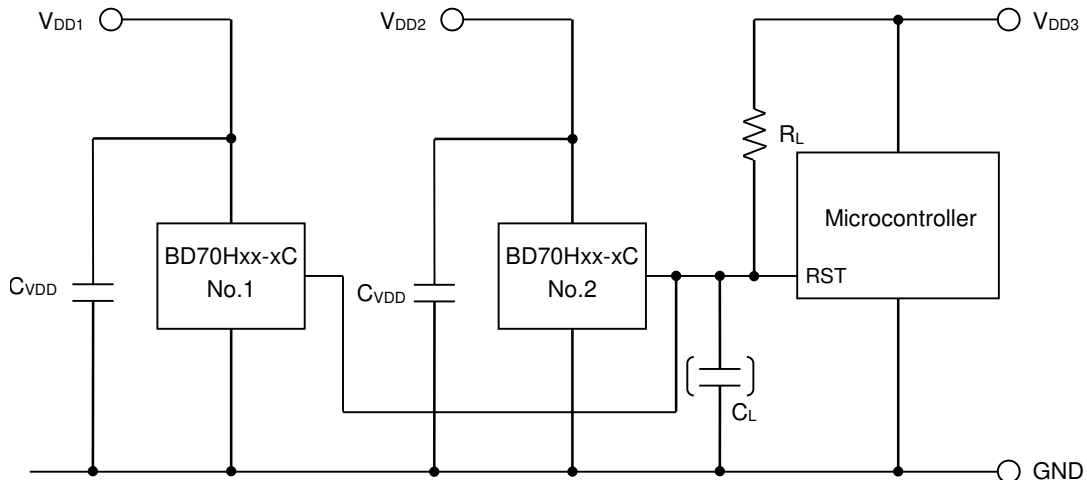 VDD1
VDD2
VDD3
RL
Microcontroller
BD70Hxx-xC
No.1
BD70Hxx-xC
No.2
RST
CVDD
CVDD
CL
GND